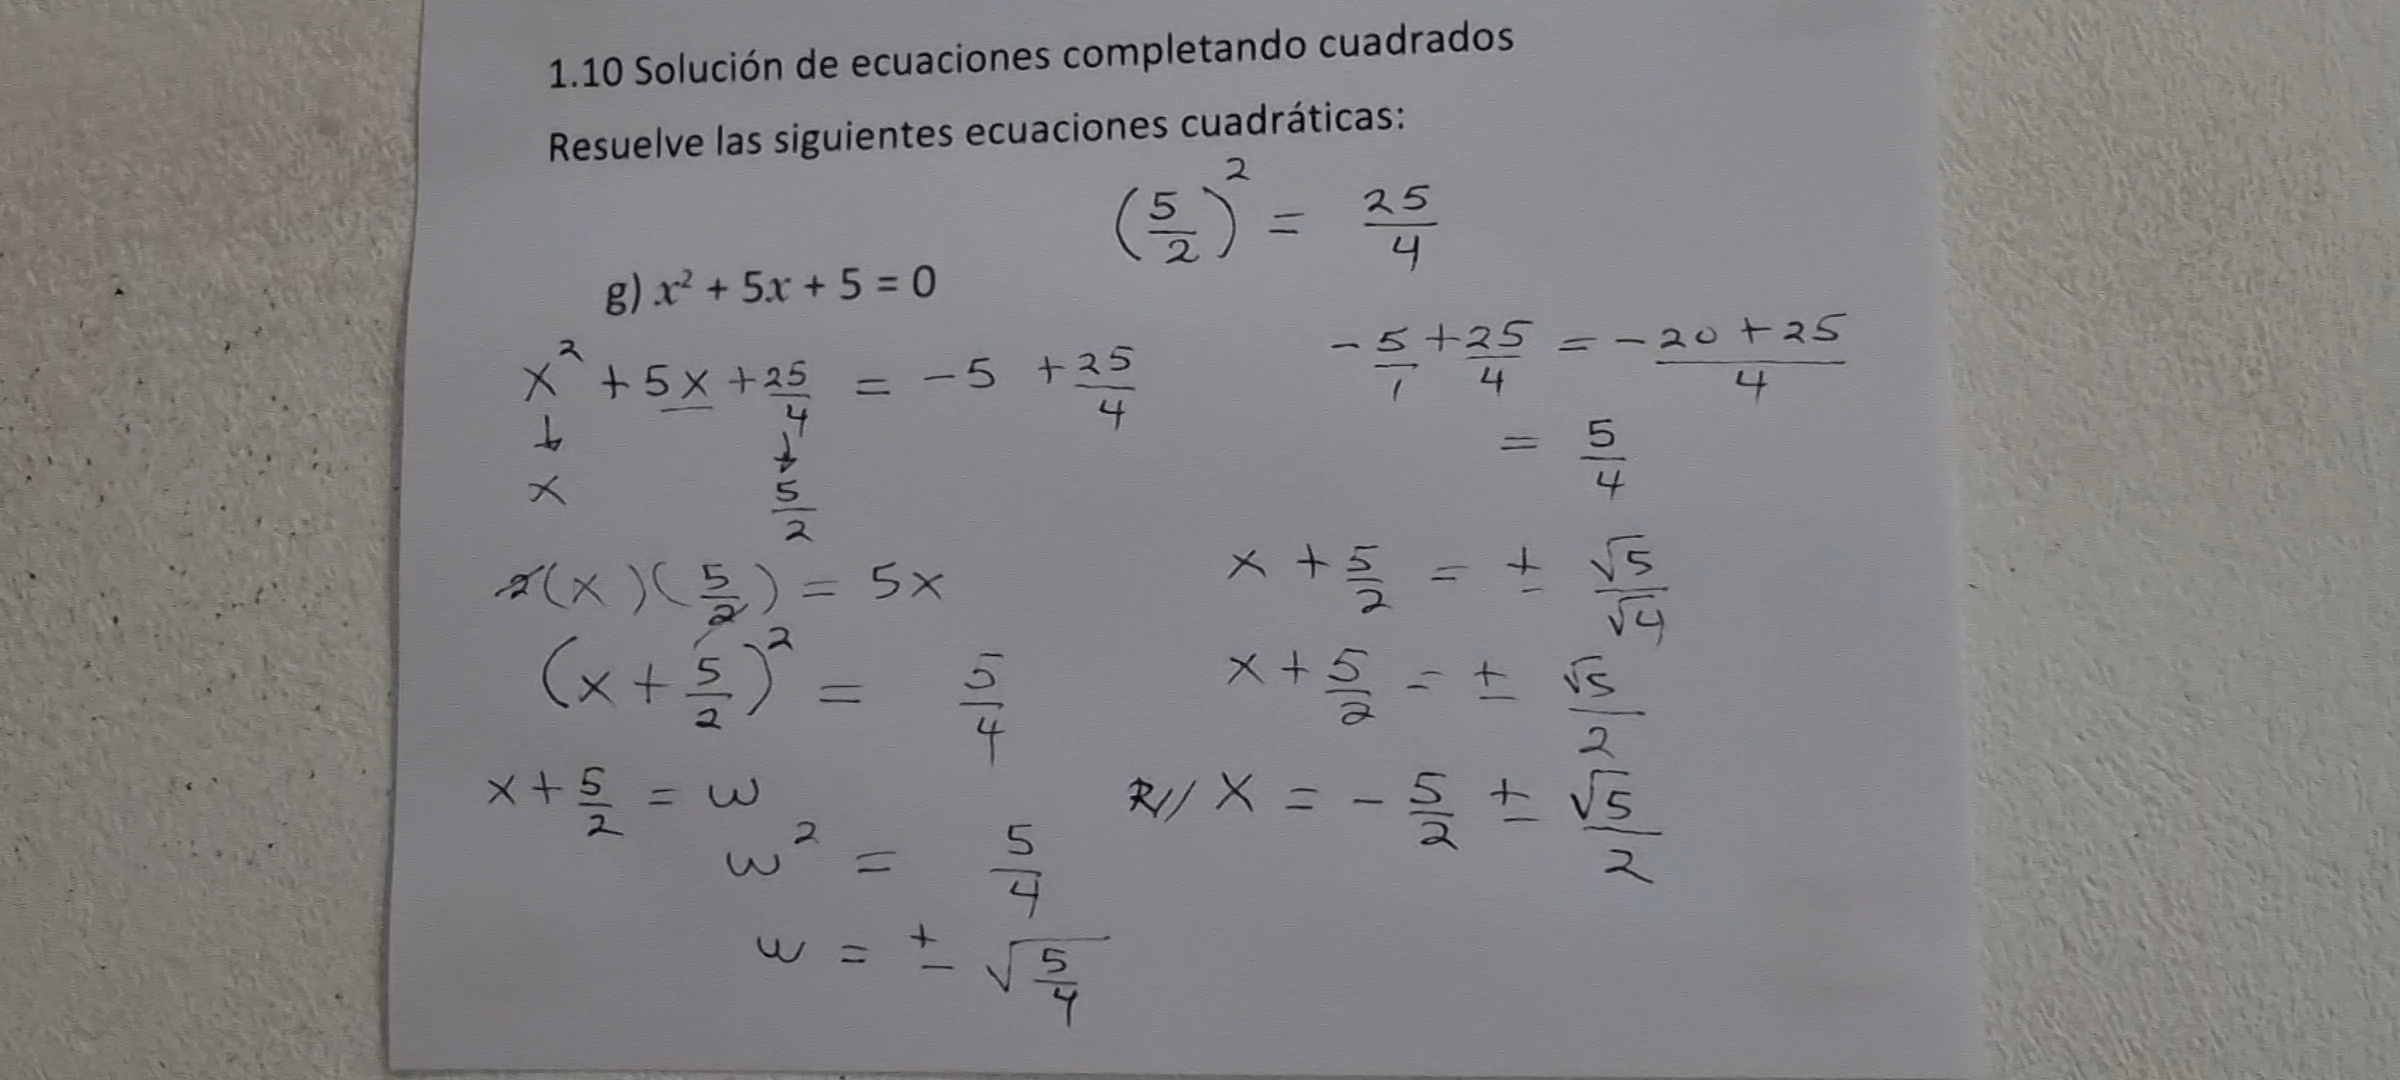 1.10 Solución de ecuaciones completando cuadrados
Resuelve las siguientes ecuaciones cuadráticas:
(5/2)² = 25/4
g) x² + 5x + 5 = 0
x² + 5x + 25/4 = -5 + 25/4
↓ ↓
x 5/2
2(x)(5/2) = 5x
(x + 5/2)² = 5/4
x + 5/2 = w
w² = 5/4
w = ± √(5/4)
-5/1 + 25/4 = (-20 + 25)/4
= 5/4
x + 5/2 = ± √5/√4
x + 5/2 = ± √5/2
R// x = - 5/2 ± √5/2